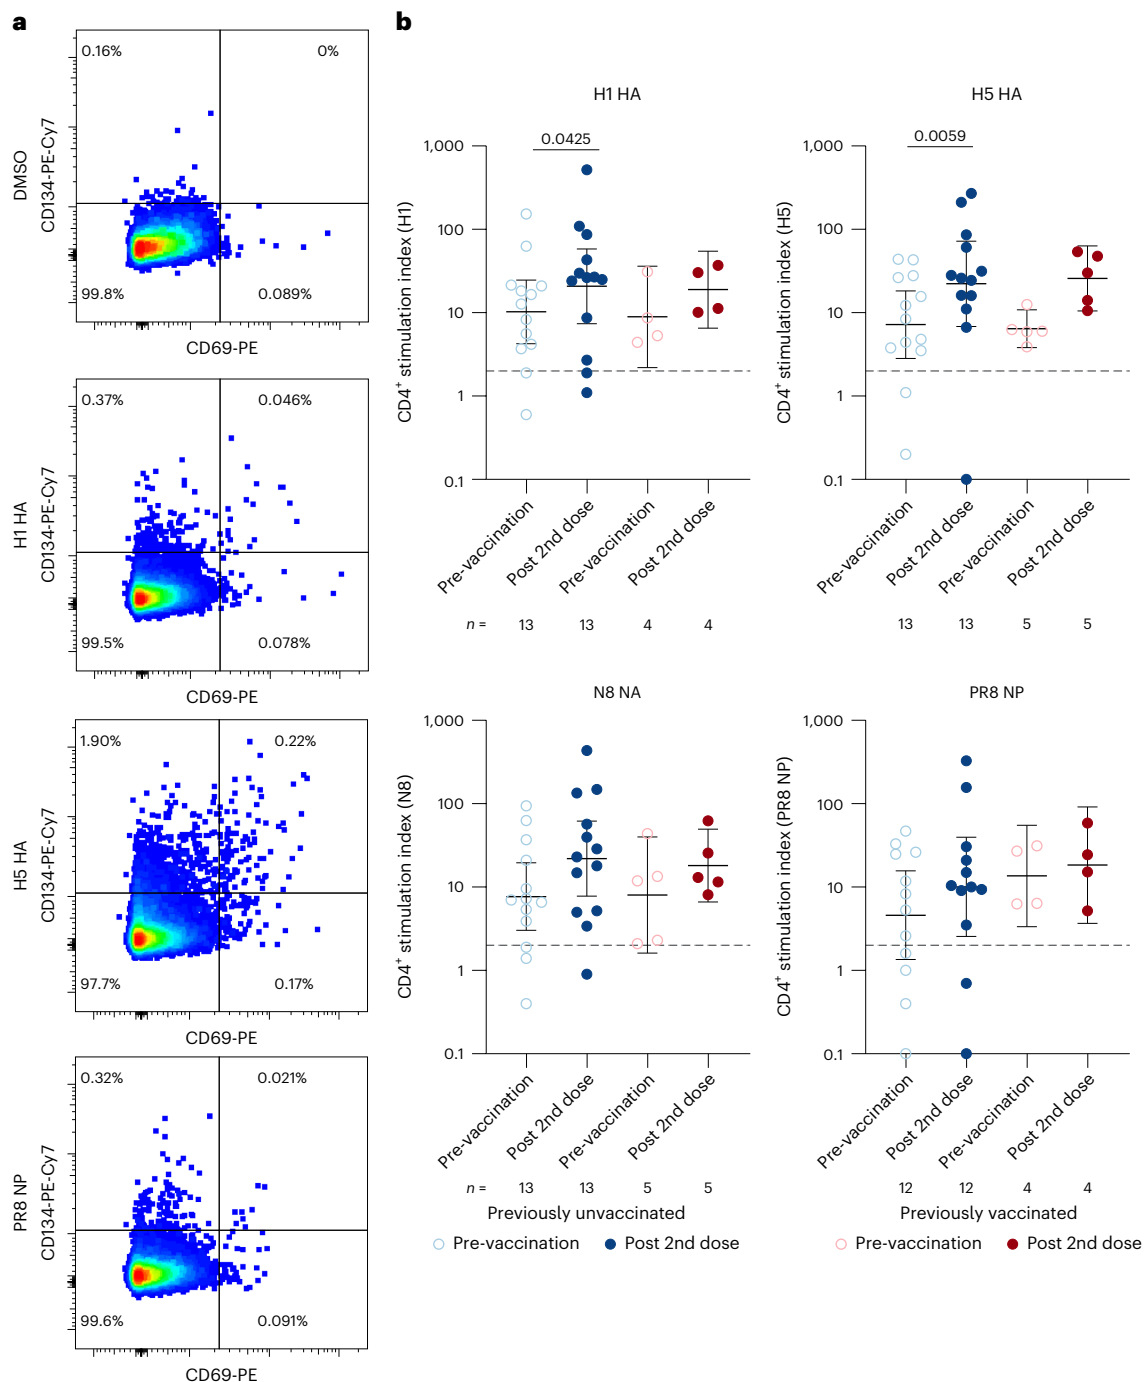 a
0.16%
0%
99.8%
0.089%
DMSO
CD134-PE-Cy7
CD69-PE
0.37%
0.046%
99.5%
0.078%
H1 HA
CD134-PE-Cy7
CD69-PE
1.90%
0.22%
97.7%
0.17%
H5 HA
CD134-PE-Cy7
CD69-PE
0.32%
0.021%
99.6%
0.091%
PR8 NP
CD134-PE-Cy7
CD69-PE
b
H1 HA
0.0425
CD4+ stimulation index (H1)
1,000
100
10
1
0.1
Pre-vaccination
Post 2nd dose
Pre-vaccination
Post 2nd dose
n = 13 13 4 4
H5 HA
0.0059
CD4+ stimulation index (H5)
1,000
100
10
1
0.1
Pre-vaccination
Post 2nd dose
Pre-vaccination
Post 2nd dose
13 13 5 5
N8 NA
CD4+ stimulation index (N8)
1,000
100
10
1
0.1
Pre-vaccination
Post 2nd dose
Pre-vaccination
Post 2nd dose
n = 13 13 5 5
PR8 NP
CD4+ stimulation index (PR8 NP)
1,000
100
10
1
0.1
Pre-vaccination
Post 2nd dose
Pre-vaccination
Post 2nd dose
12 12 4 4
Previously unvaccinated
Pre-vaccination
Post 2nd dose
Previously vaccinated
Pre-vaccination
Post 2nd dose